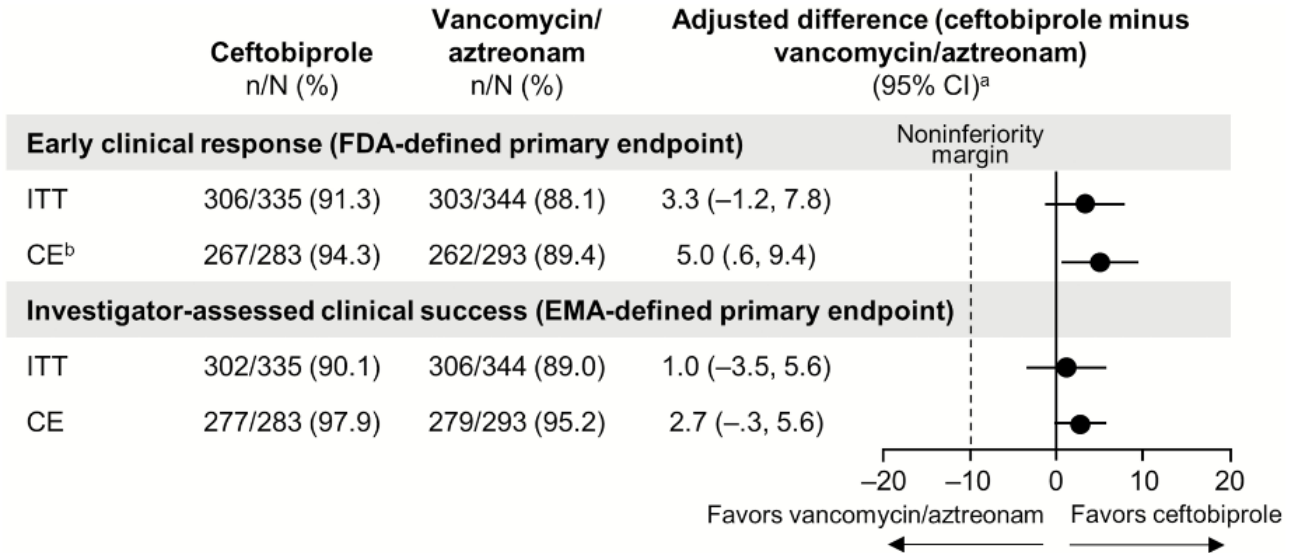 Ceftobiprole
n/N (%)
Vancomycin/
aztreonam
n/N (%)
Adjusted difference (ceftobiprole minus
vancomycin/aztreonam)
(95% CI)ᵃ
Early clinical response (FDA-defined primary endpoint)
Noninferiority
margin
ITT 306/335 (91.3) 303/344 (88.1) 3.3 (–1.2, 7.8)
CEᵇ 267/283 (94.3) 262/293 (89.4) 5.0 (.6, 9.4)
Investigator-assessed clinical success (EMA-defined primary endpoint)
ITT 302/335 (90.1) 306/344 (89.0) 1.0 (–3.5, 5.6)
CE 277/283 (97.9) 279/293 (95.2) 2.7 (–.3, 5.6)
–20 –10 0 10 20
Favors vancomycin/aztreonam Favors ceftobiprole